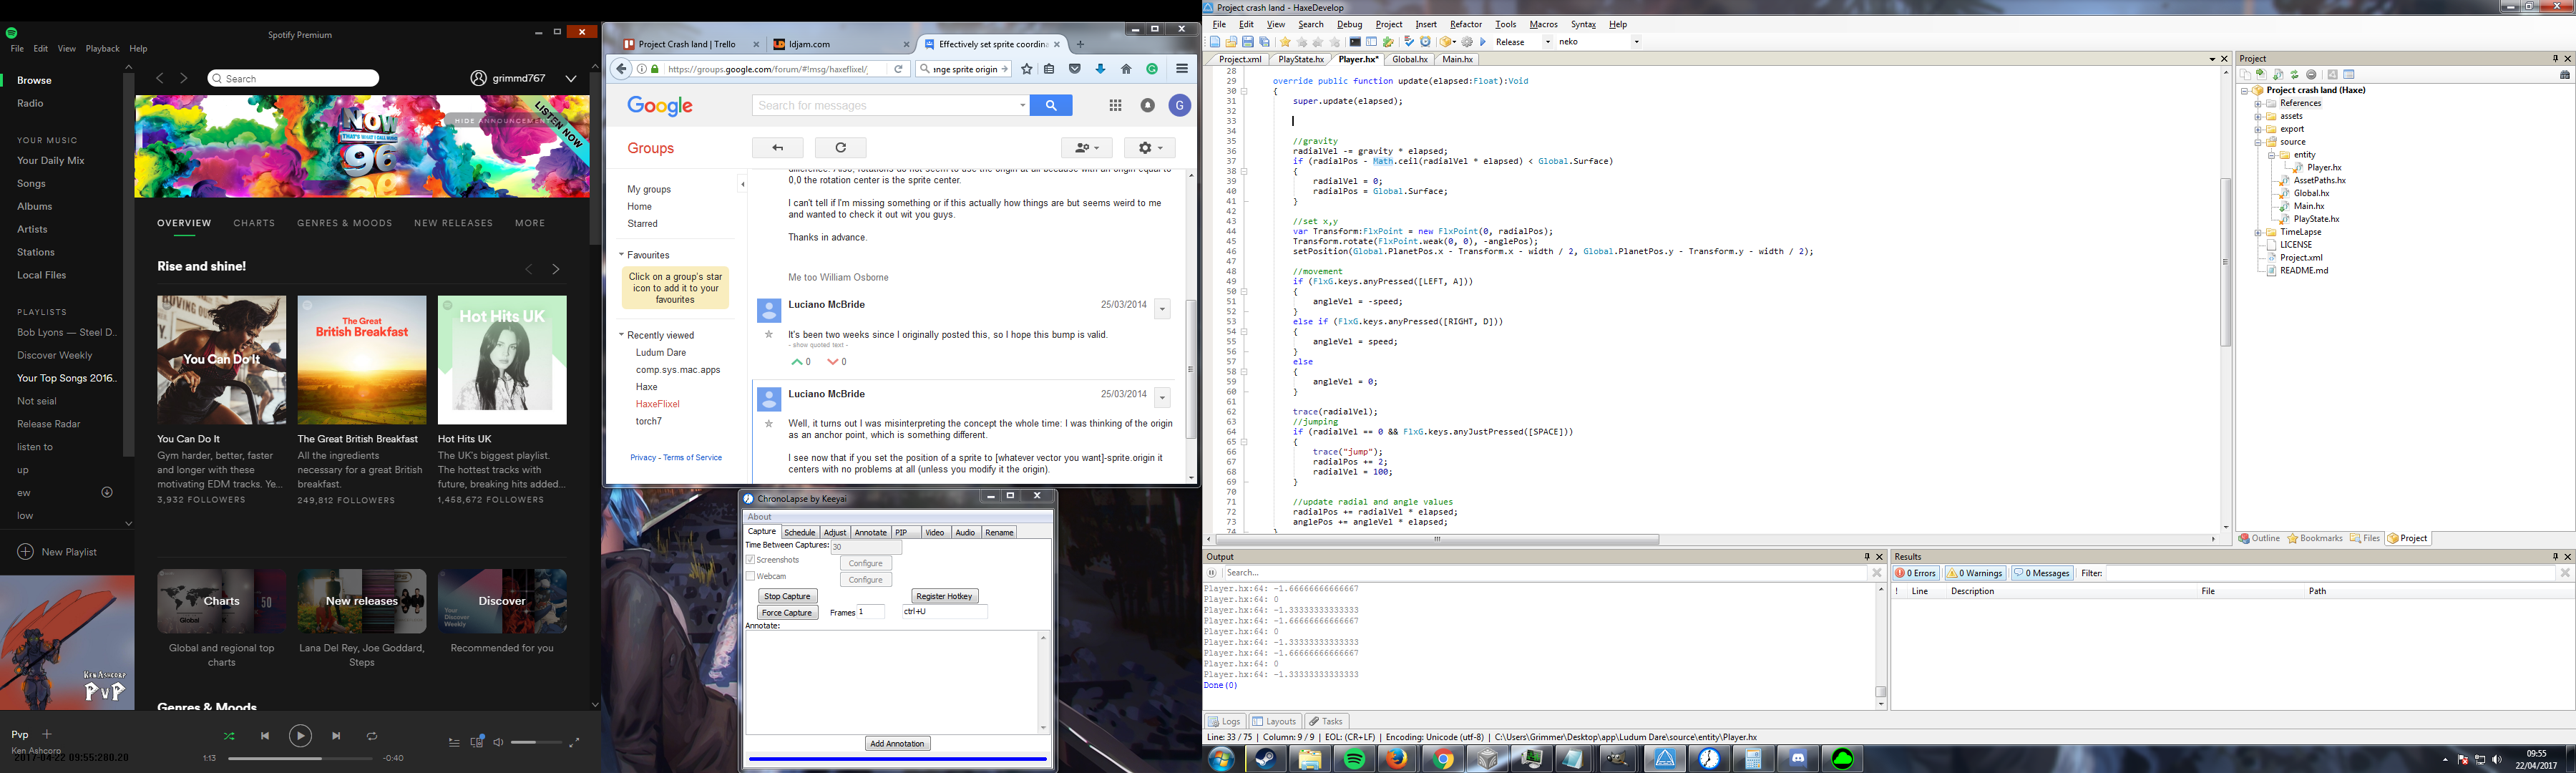 Spotify Premium
File Edit View Playback Help
Browse
Radio
YOUR MUSIC
Your Daily Mix
Songs
Albums
Artists
Stations
Local Files
PLAYLISTS
Bob Lyons — Steel D..
Discover Weekly
Your Top Songs 2016..
Not seial
Release Radar
listen to
up
ew
low
New Playlist
KEN ASHCORP
PVP
Pvp
Ken Ashcorp
2017-04-22 09:55:200.20
Search
grimmd767
NOW
THAT'S WHAT I CALL MUSIC
96
HIDE ANNOUNCEMENT
LISTEN NOW
OVERVIEW CHARTS GENRES & MOODS NEW RELEASES MORE
Rise and shine!
You Can Do It
The Great
British Breakfast
Hot Hits UK
You Can Do It
Gym harder, better, faster
and longer with these
motivating EDM tracks. Ye...
3,932 FOLLOWERS
The Great British Breakfast
All the ingredients
necessary for a great British
breakfast.
249,812 FOLLOWERS
Hot Hits UK
The UK's biggest playlist.
The hottest tracks with
future, breaking hits added...
1,458,672 FOLLOWERS
Charts
Global
50
New releases
Discover
Global and regional top
charts
Lana Del Rey, Joe Goddard,
Steps
Recommended for you
Genres & Moods
1:13 -0:40
Project Crash land | Trello
ldjam.com
Effectively set sprite coordina
https://groups.google.com/forum/#!msg/haxeflixel/
inge sprite origin
Google
Search for messages
G
Groups
My groups
Home
Starred
Favourites
Click on a group's star
icon to add it to your
favourites
Recently viewed
Ludum Dare
comp.sys.mac.apps
Haxe
HaxeFlixel
torch7
Privacy - Terms of Service
difference. Also, rotations do not seem to use the origin at all because with an origin equal to
0,0 the rotation center is the sprite center.
I can't tell if I'm missing something or if this actually how things are but seems weird to me
and wanted to check it out wit you guys.
Thanks in advance.
Me too William Osborne
Luciano McBride 25/03/2014
It's been two weeks since I originally posted this, so I hope this bump is valid.
- show quoted text -
0 0
Luciano McBride 25/03/2014
Well, it turns out I was misinterpreting the concept the whole time: I was thinking of the origin
as an anchor point, which is something different.
I see now that if you set the position of a sprite to [whatever vector you want]-sprite.origin it
centers with no problems at all (unless you modify it the origin).
ChronoLapse by Keeyai
About
Capture Schedule Adjust Annotate PIP Video Audio Rename
Time Between Captures: 30
Screenshots Configure
Webcam Configure
Stop Capture Register Hotkey
Force Capture Frames 1 ctrl+U
Annotate:
Add Annotation
Project crash land - HaxeDevelop
File Edit View Search Debug Project Insert Refactor Tools Macros Syntax Help
Release neko
Project.xml PlayState.hx Player.hx* Global.hx Main.hx
28
29 override public function update(elapsed:Float):Void
30 {
31 super.update(elapsed);
32
33
34
35 //gravity
36 radialVel -= gravity * elapsed;
37 if (radialPos - Math.ceil(radialVel * elapsed) < Global.Surface)
38 {
39 radialVel = 0;
40 radialPos = Global.Surface;
41 }
42
43 //set x,y
44 var Transform:FlxPoint = new FlxPoint(0, radialPos);
45 Transform.rotate(FlxPoint.weak(0, 0), -anglePos);
46 setPosition(Global.PlanetPos.x - Transform.x - width / 2, Global.PlanetPos.y - Transform.y - width / 2);
47
48 //movement
49 if (FlxG.keys.anyPressed([LEFT, A]))
50 {
51 angleVel = -speed;
52 }
53 else if (FlxG.keys.anyPressed([RIGHT, D]))
54 {
55 angleVel = speed;
56 }
57 else
58 {
59 angleVel = 0;
60 }
61
62 trace(radialVel);
63 //jumping
64 if (radialVel == 0 && FlxG.keys.anyJustPressed([SPACE]))
65 {
66 trace("jump");
67 radialPos += 2;
68 radialVel = 100;
69 }
70
71 //update radial and angle values
72 radialPos += radialVel * elapsed;
73 anglePos += angleVel * elapsed;
74 }
Project
Project crash land (Haxe)
References
assets
export
source
entity
Player.hx
AssetPaths.hx
Global.hx
Main.hx
PlayState.hx
TimeLapse
LICENSE
Project.xml
README.md
Outline Bookmarks Files Project
Output
Search...
Player.hx:64: -1.66666666666667
Player.hx:64: 0
Player.hx:64: -1.33333333333333
Player.hx:64: -1.66666666666667
Player.hx:64: 0
Player.hx:64: -1.33333333333333
Player.hx:64: -1.66666666666667
Player.hx:64: 0
Player.hx:64: -1.33333333333333
Done(0)
Logs Layouts Tasks
Results
0 Errors 0 Warnings 0 Messages Filter:
! Line Description File Path
Line: 33 / 75 | Column: 9 / 9 | EOL: (CR+LF) | Encoding: Unicode (utf-8) | C:\Users\Grimmer\Desktop\app\Ludum Dare\source\entity\Player.hx
09:55
22/04/2017